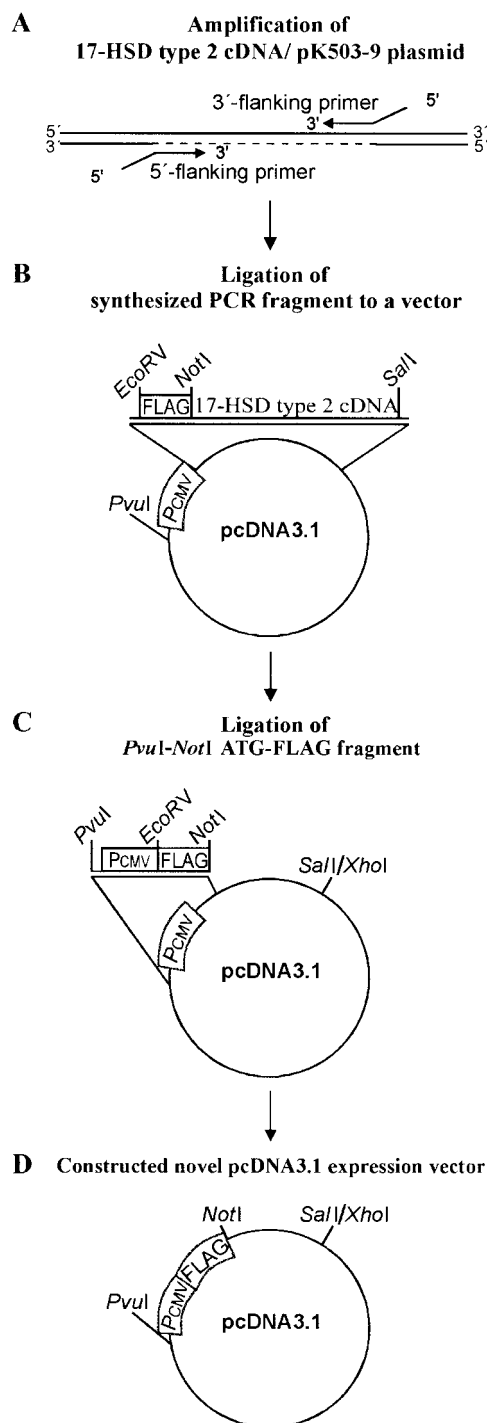 A
Amplification of
17-HSD type 2 cDNA/ pK503-9 plasmid
3´-flanking primer
5'
3'
5´
3´
3´
5´
3'
5'
5´-flanking primer
B
Ligation of
synthesized PCR fragment to a vector
EcoRV
NotI
SalI
FLAG
17-HSD type 2 cDNA
PCMV
PvuI
pcDNA3.1
C
Ligation of
PvuI-NotI ATG-FLAG fragment
PvuI
EcoRV
NotI
PCMV
FLAG
SalI/XhoI
PCMV
pcDNA3.1
D
Constructed novel pcDNA3.1 expression vector
NotI
SalI/XhoI
FLAG
PCMV
PvuI
pcDNA3.1